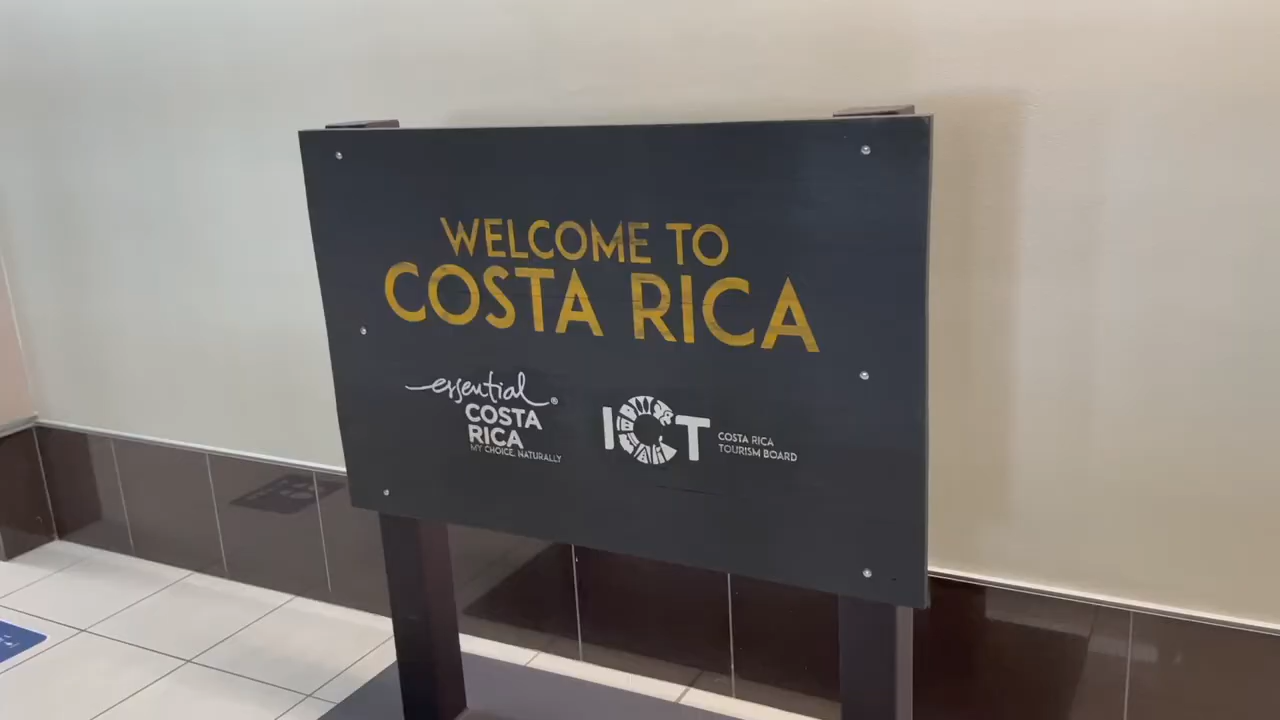 WELCOME TO
COSTA RICA
essential®
COSTA
RICA
MY CHOICE, NATURALLY
ICT
COSTA RICA
TOURISM BOARD